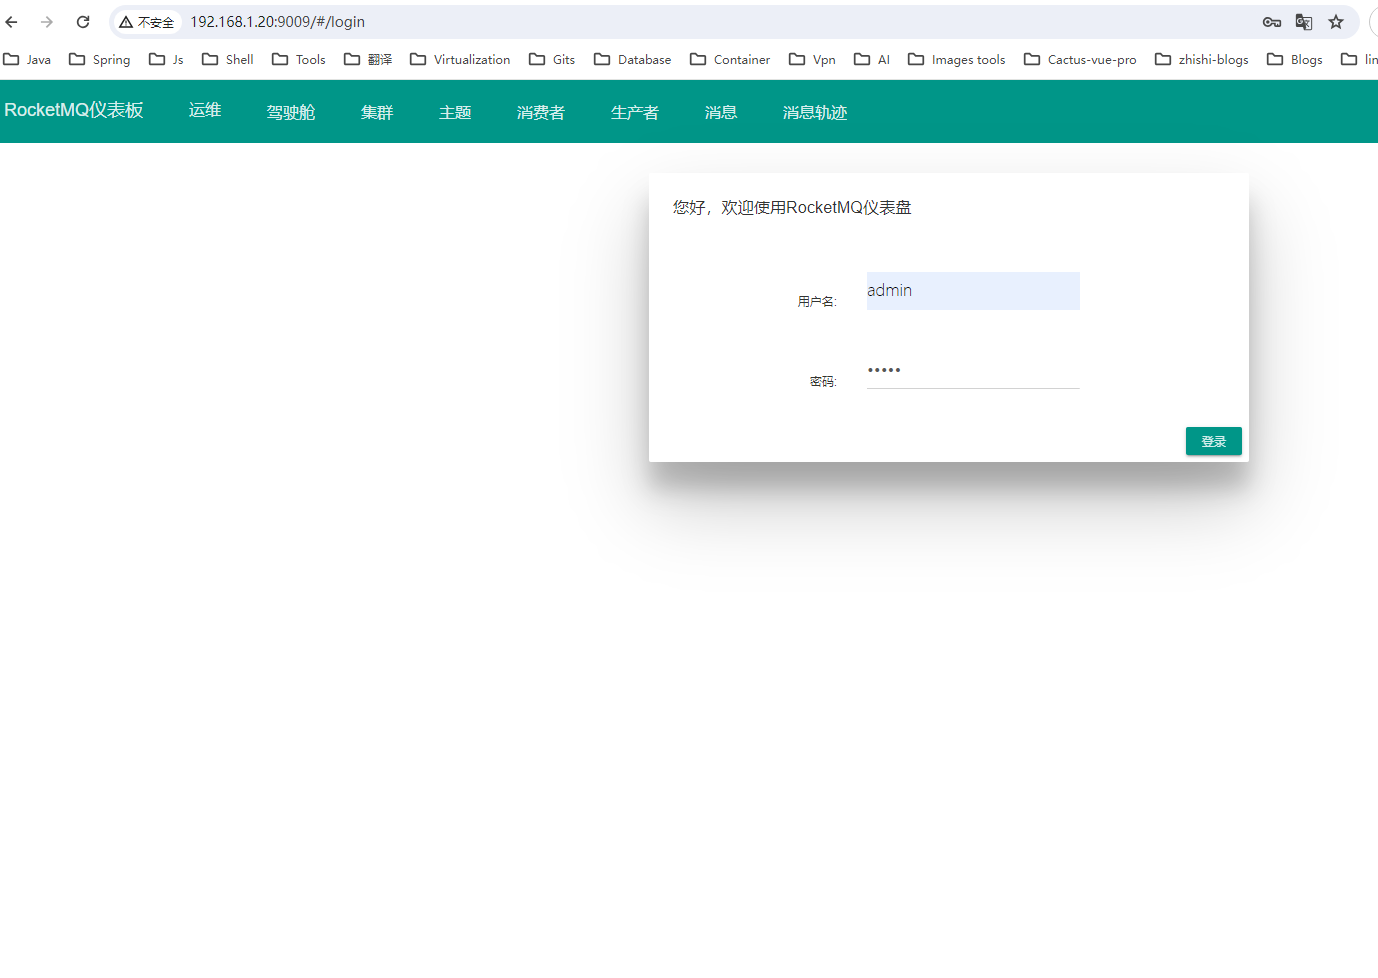 不安全 192.168.1.20:9009/#/login
Java Spring Js Shell Tools 翻译 Virtualization Gits Database Container Vpn AI Images tools Cactus-vue-pro zhishi-blogs Blogs lin
RocketMQ仪表板 运维 驾驶舱 集群 主题 消费者 生产者 消息 消息轨迹
您好，欢迎使用RocketMQ仪表盘
用户名: admin
密码: •••••
登录